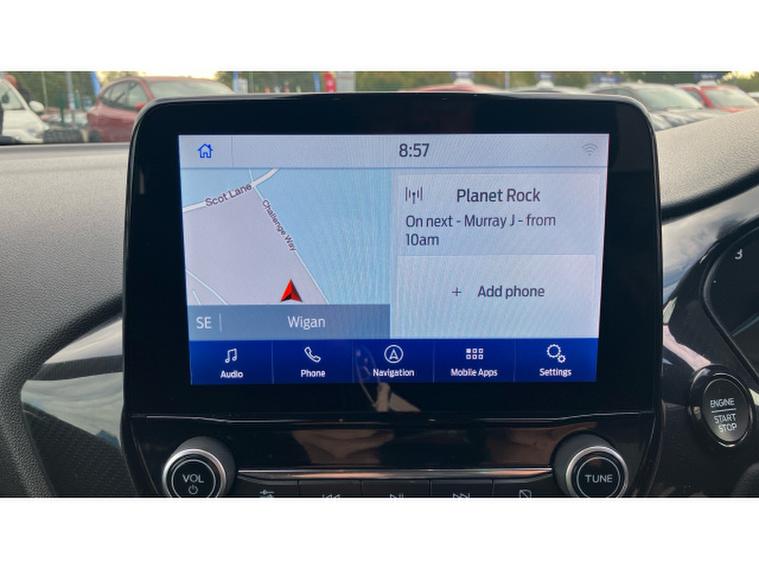 8:57
Scot Lane
Challenge Way
Planet Rock
On next - Murray J - from
10am
+ Add phone
SE Wigan
Audio Phone Navigation Mobile Apps Settings
ENGINE
START
STOP
VOL
TUNE
3